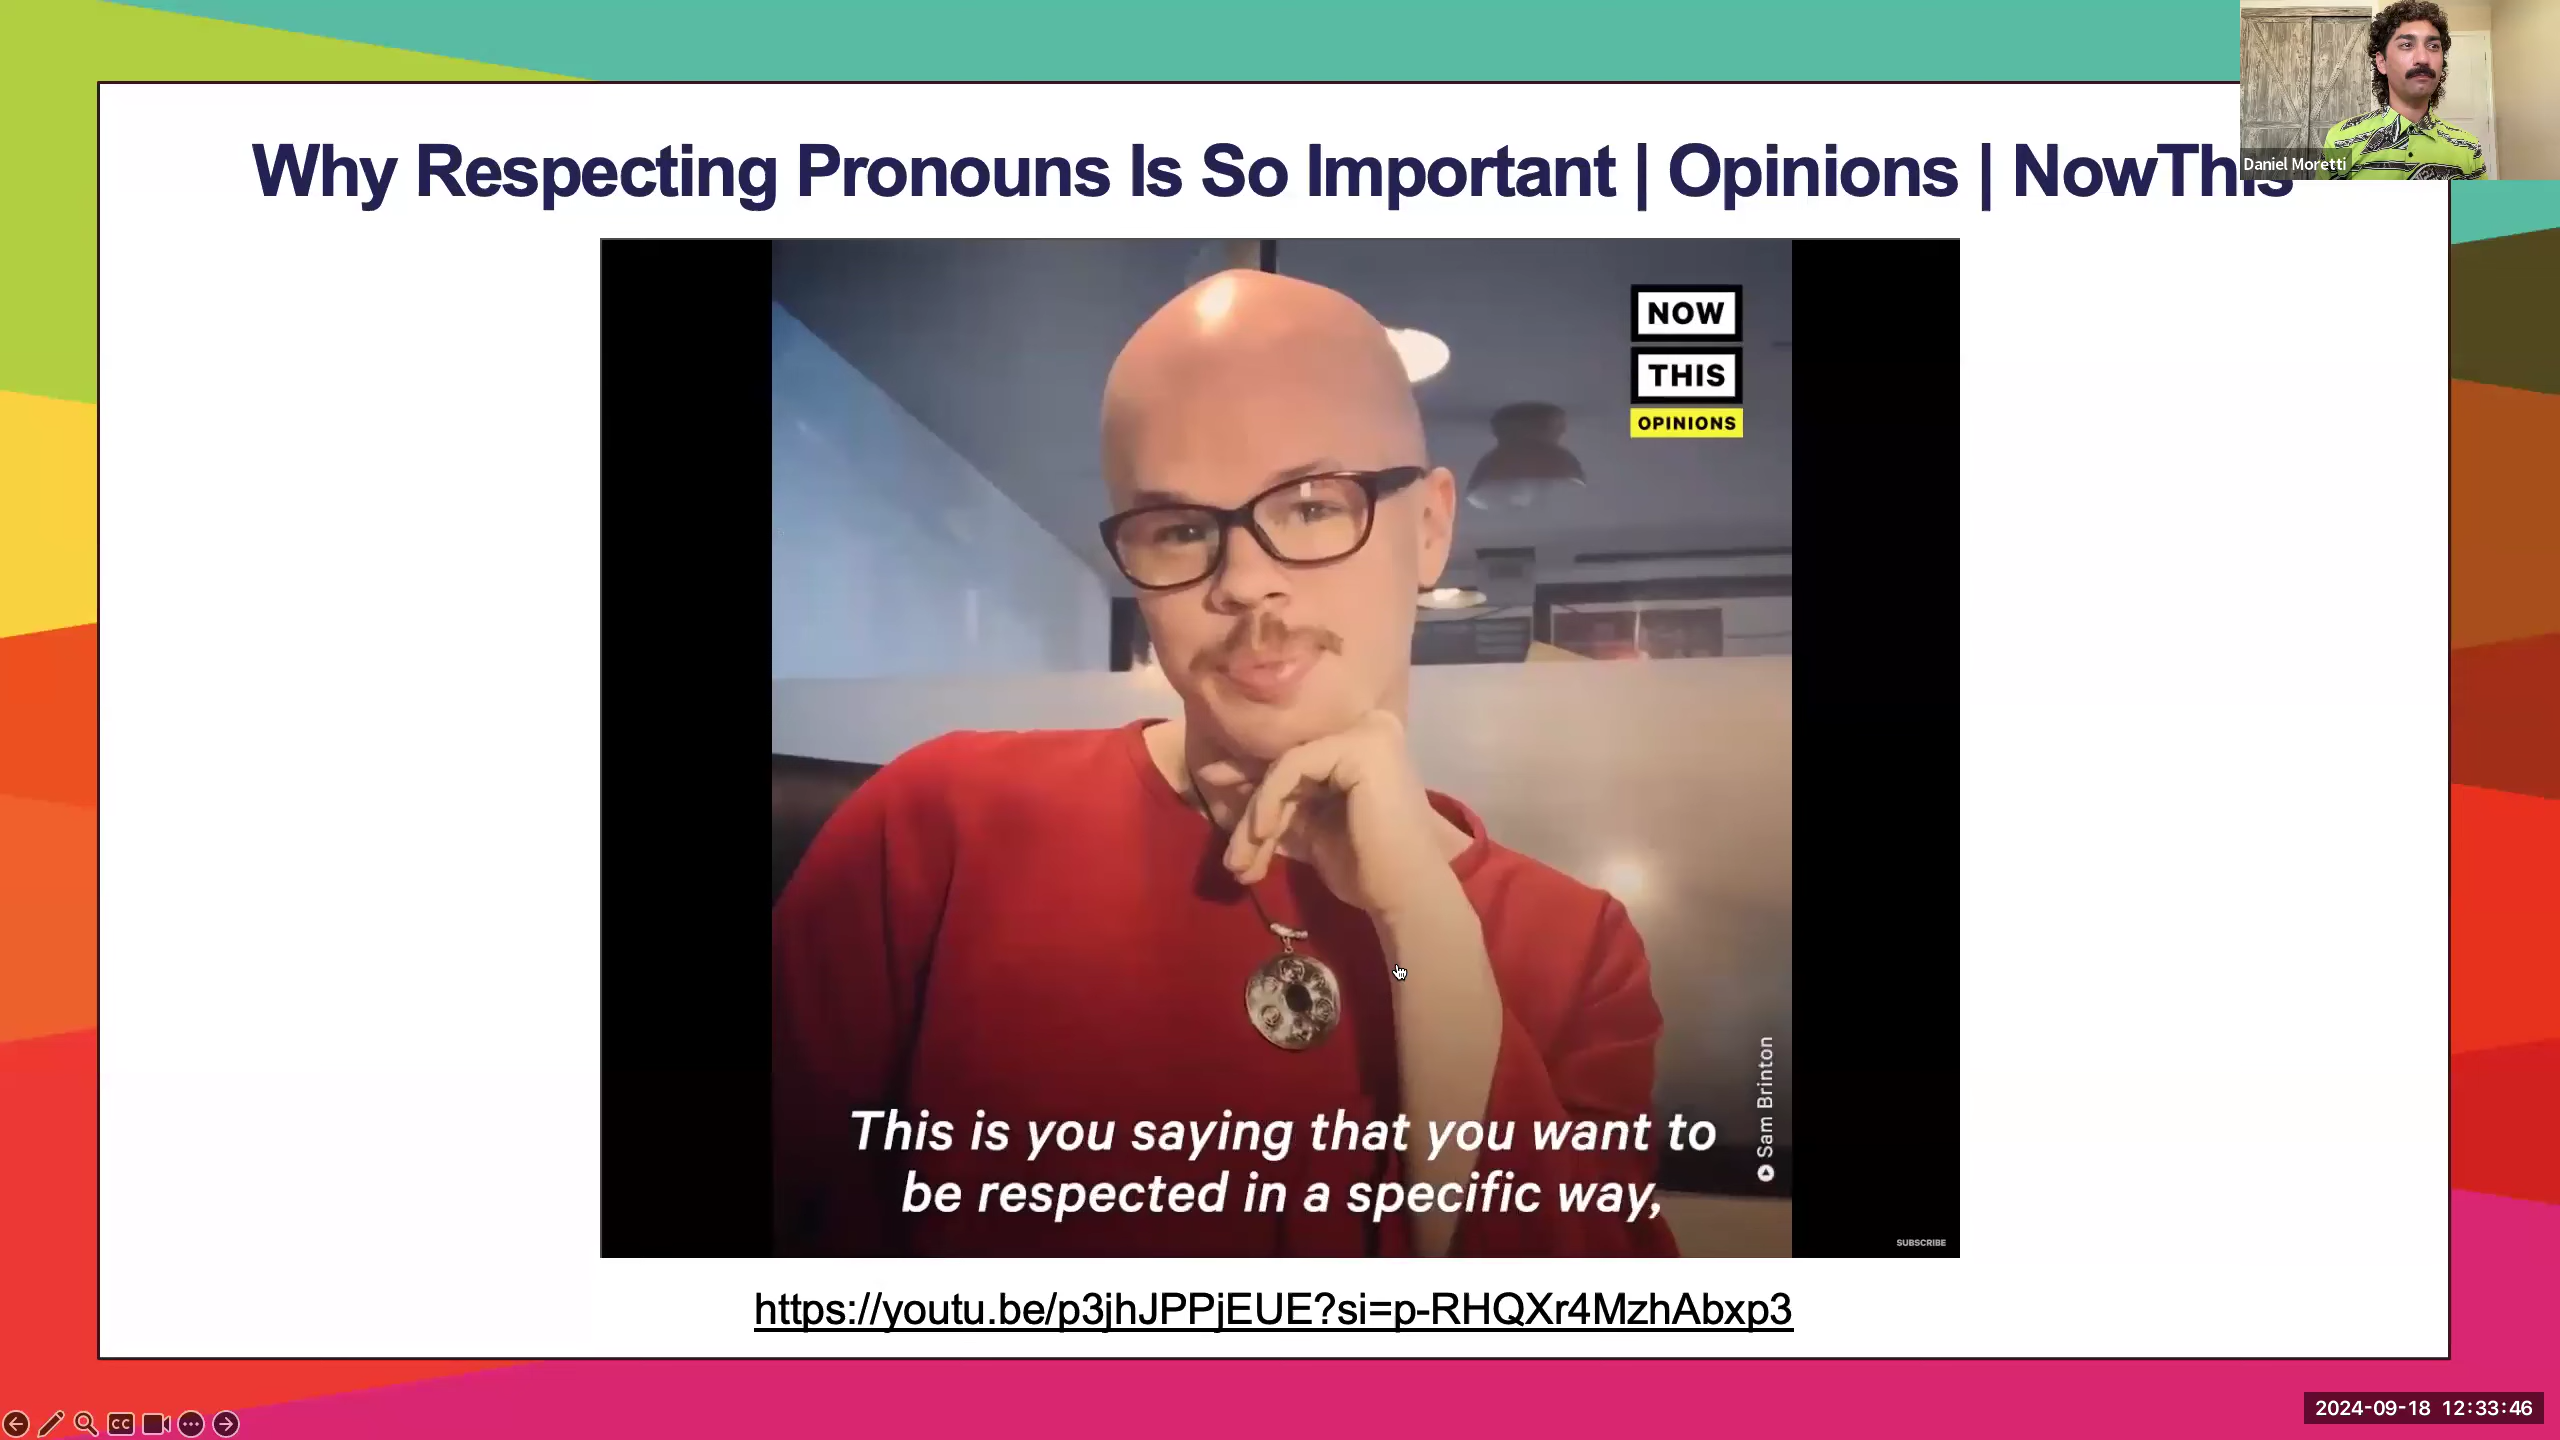 Why Respecting Pronouns Is So Important | Opinions | NowThis
Daniel Moretti
NOW
THIS
OPINIONS
Sam Brinton
This is you saying that you want to
be respected in a specific way,
SUBSCRIBE
https://youtu.be/p3jhJPPjEUE?si=p-RHQXr4MzhAbxp3
CC
2024-09-18 12:33:46